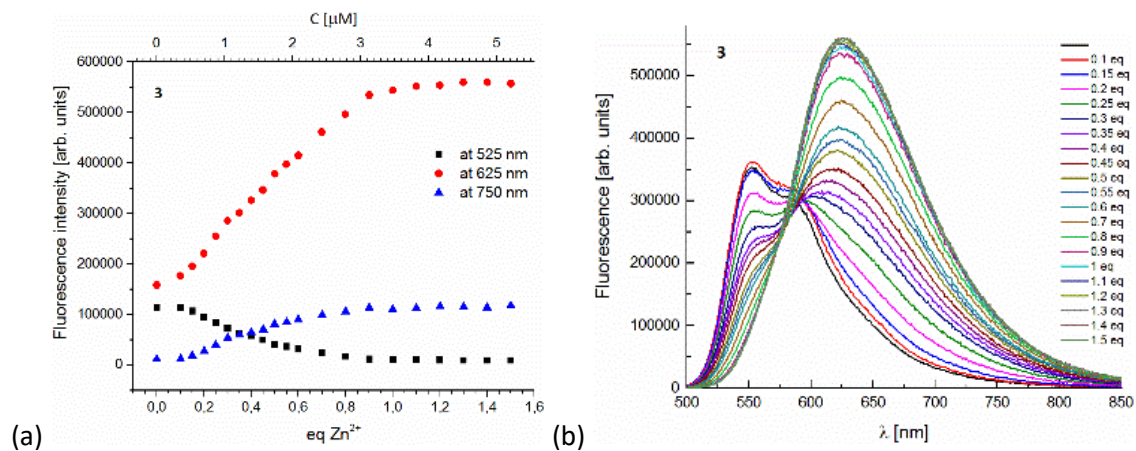 C [µM]
0 1 2 3 4 5
600000
500000
400000
300000
200000
100000
0
Fluorescence intensity [arb. units]
3
at 525 nm
at 625 nm
at 750 nm
0,0 0,2 0,4 0,6 0,8 1,0 1,2 1,4 1,6
eq Zn²⁺
(a)
3
500000
400000
300000
200000
100000
0
Fluorescence [arb. units]
0.1 eq
0.15 eq
0.2 eq
0.25 eq
0.3 eq
0.35 eq
0.4 eq
0.45 eq
0.5 eq
0.55 eq
0.6 eq
0.7 eq
0.8 eq
0.9 eq
1 eq
1.1 eq
1.2 eq
1.3 eq
1.4 eq
1.5 eq
500 550 600 650 700 750 800 850
λ [nm]
(b)